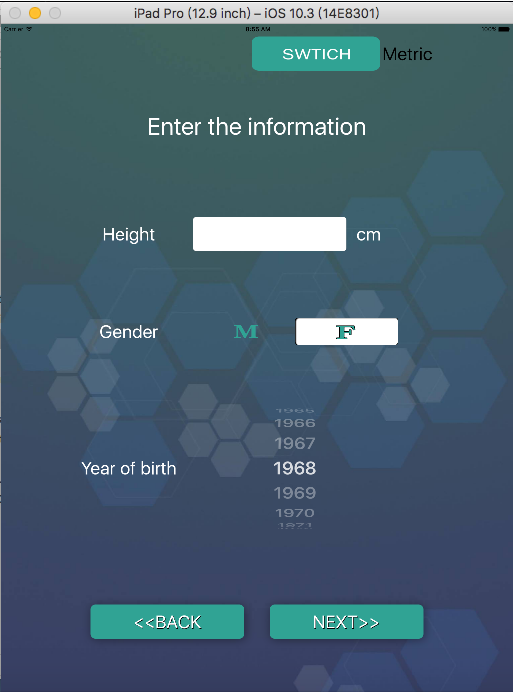 iPad Pro (12.9 inch) – iOS 10.3 (14E8301)
Carrier 8:55 AM 100%
SWTICH Metric
Enter the information
Height cm
Gender M F
1965
1966
1967
Year of birth 1968
1969
1970
1971
<<BACK NEXT>>